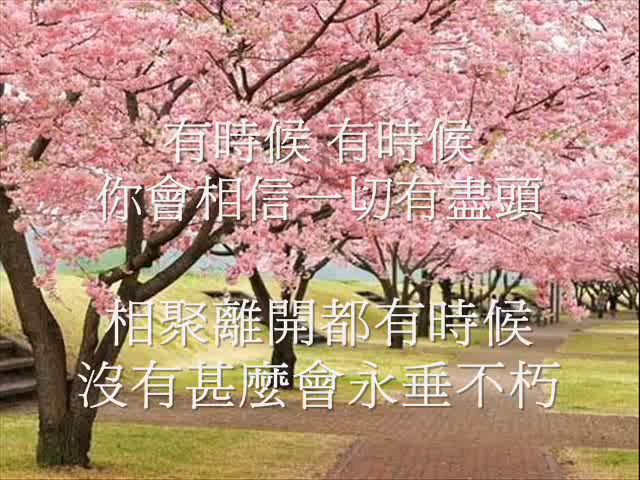 有時候 有時候
你會相信一切有盡頭
相聚離開都有時候
沒有甚麼會永垂不朽